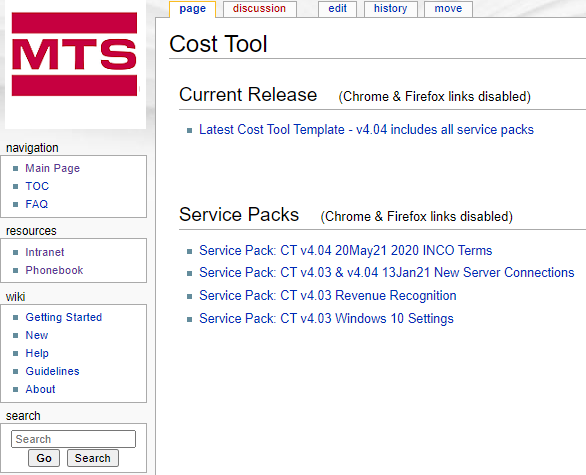 MTS
page discussion edit history move
Cost Tool
Current Release (Chrome & Firefox links disabled)
Latest Cost Tool Template - v4.04 includes all service packs
Service Packs (Chrome & Firefox links disabled)
Service Pack: CT v4.04 20May21 2020 INCO Terms
Service Pack: CT v4.03 & v4.04 13Jan21 New Server Connections
Service Pack: CT v4.03 Revenue Recognition
Service Pack: CT v4.03 Windows 10 Settings
navigation
Main Page
TOC
FAQ
resources
Intranet
Phonebook
wiki
Getting Started
New
Help
Guidelines
About
search
Search
Go Search